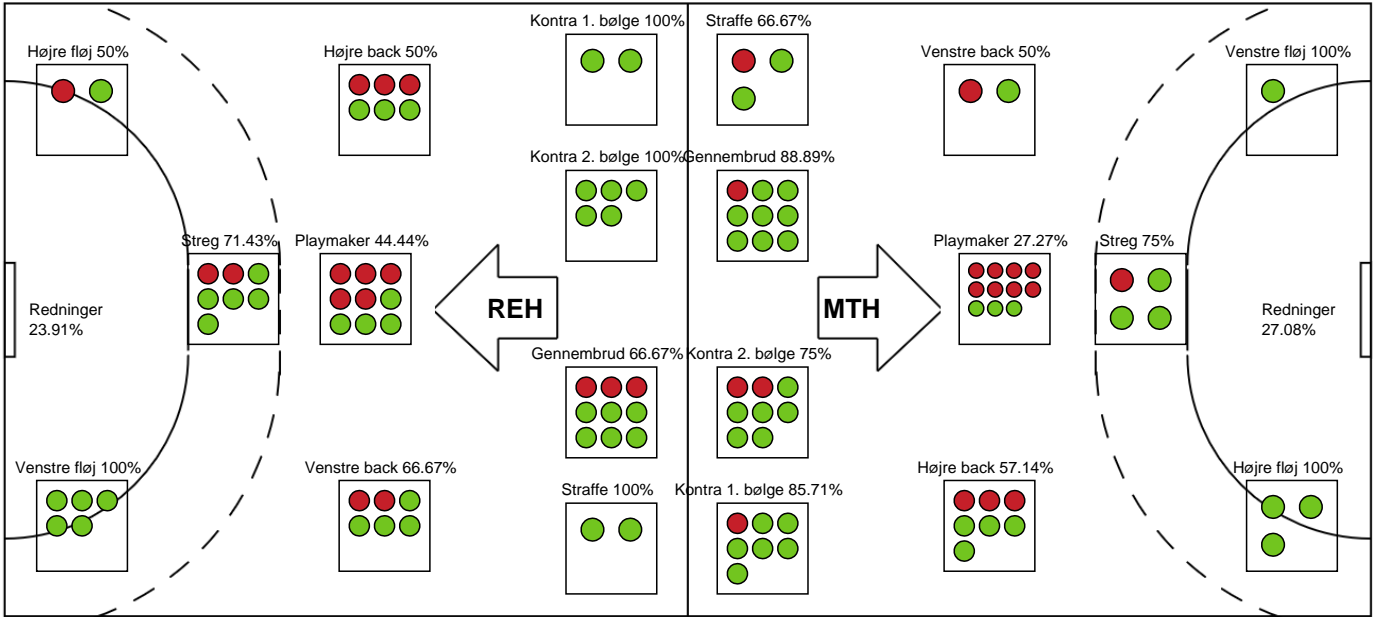 Kontra 1. bølge 100%
Straffe 66.67%
Højre fløj 50%
Højre back 50%
Venstre back 50%
Venstre fløj 100%
Kontra 2. bølge 100%
Gennembrud 88.89%
Streg 71.43%
Playmaker 44.44%
Playmaker 27.27%
Streg 75%
Redninger
23.91%
REH
MTH
Redninger
27.08%
Gennembrud 66.67%
Kontra 2. bølge 75%
Venstre fløj 100%
Venstre back 66.67%
Straffe 100%
Kontra 1. bølge 85.71%
Højre back 57.14%
Højre fløj 100%